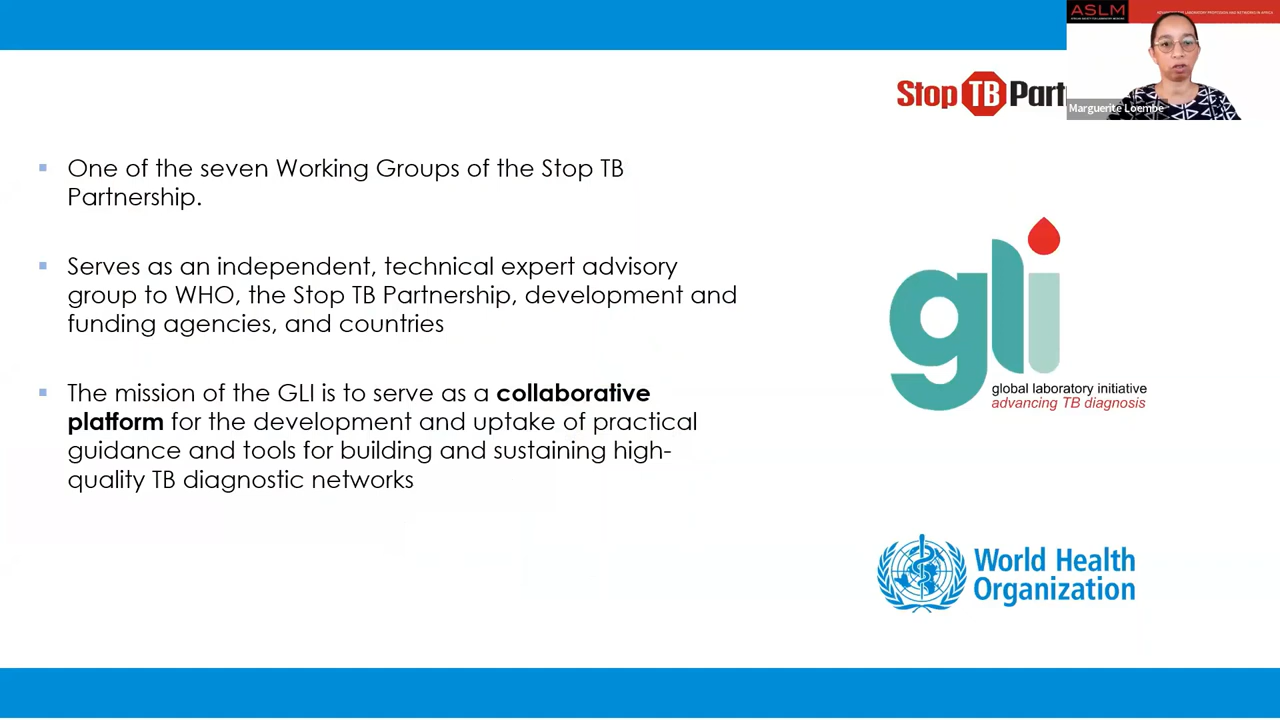 ASLM
Stop TB Part
Marguerite Loembe
One of the seven Working Groups of the Stop TB
Partnership.
Serves as an independent, technical expert advisory
group to WHO, the Stop TB Partnership, development and
funding agencies, and countries
The mission of the GLI is to serve as a collaborative
platform for the development and uptake of practical
guidance and tools for building and sustaining high-
quality TB diagnostic networks
gli
global laboratory initiative
advancing TB diagnosis
World Health
Organization